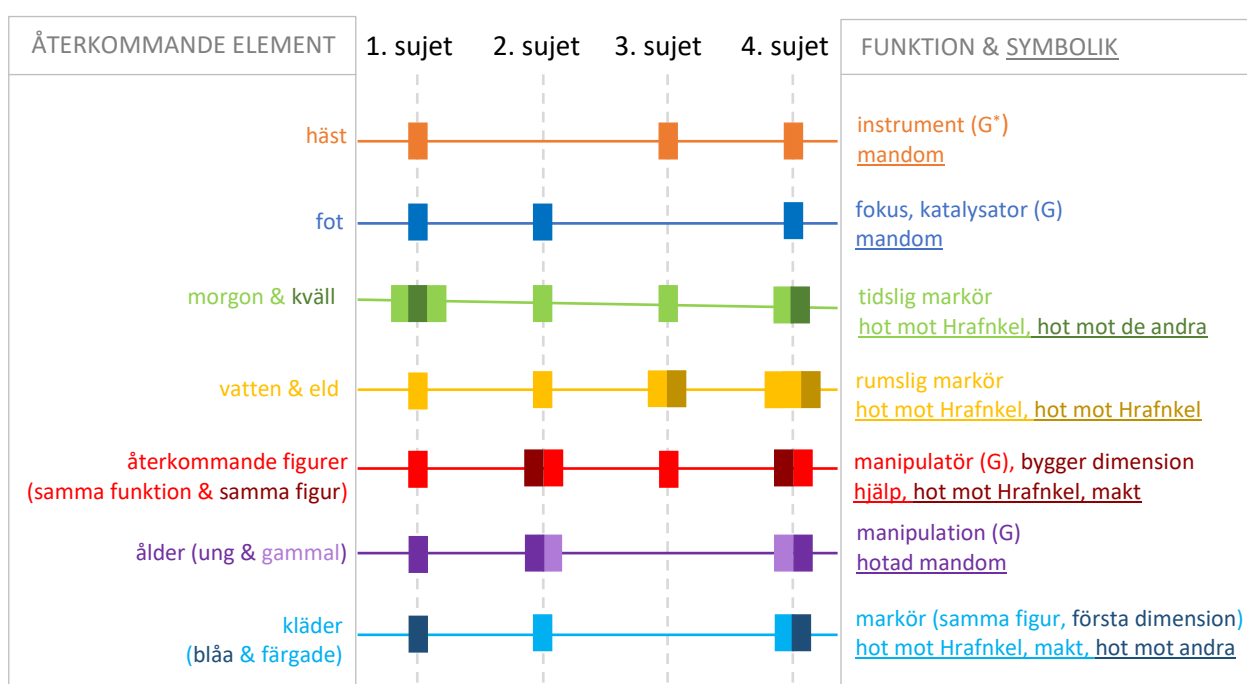 ÅTERKOMMANDE ELEMENT
1. sujet
2. sujet
3. sujet
4. sujet
FUNKTION & SYMBOLIK
häst
instrument (G*)
mandom
fot
fokus, katalysator (G)
mandom
morgon & kväll
tidslig markör
hot mot Hrafnkel, hot mot de andra
vatten & eld
rumslig markör
hot mot Hrafnkel, hot mot Hrafnkel
återkommande figurer
(samma funktion & samma figur)
manipulatör (G), bygger dimension
hjälp, hot mot Hrafnkel, makt
ålder (ung & gammal)
manipulation (G)
hotad mandom
kläder
(blåa & färgade)
markör (samma figur, första dimension)
hot mot Hrafnkel, makt, hot mot andra